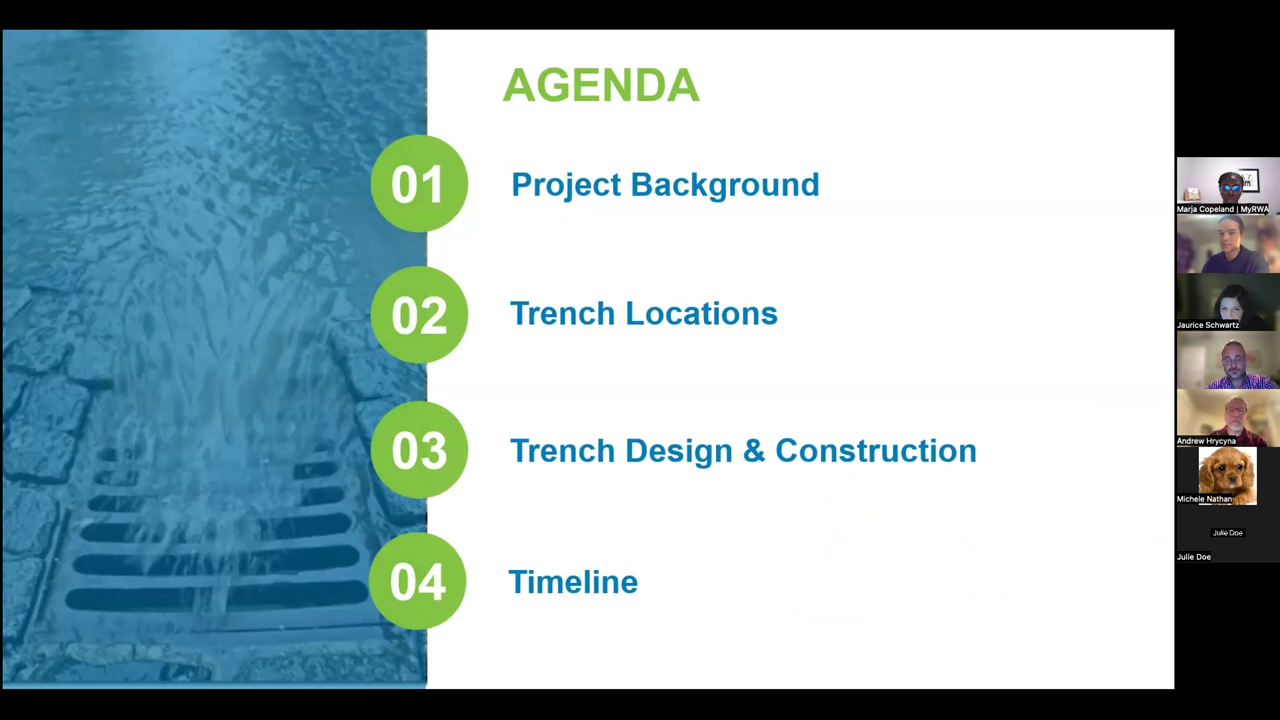 AGENDA
01
Project Background
02
Trench Locations
03
Trench Design & Construction
04
Timeline
Marja Copeland | MyRWA
Jaurice Schwartz
Andrew Hrycyna
Michele Nathan
Julie Doe
Julie Doe